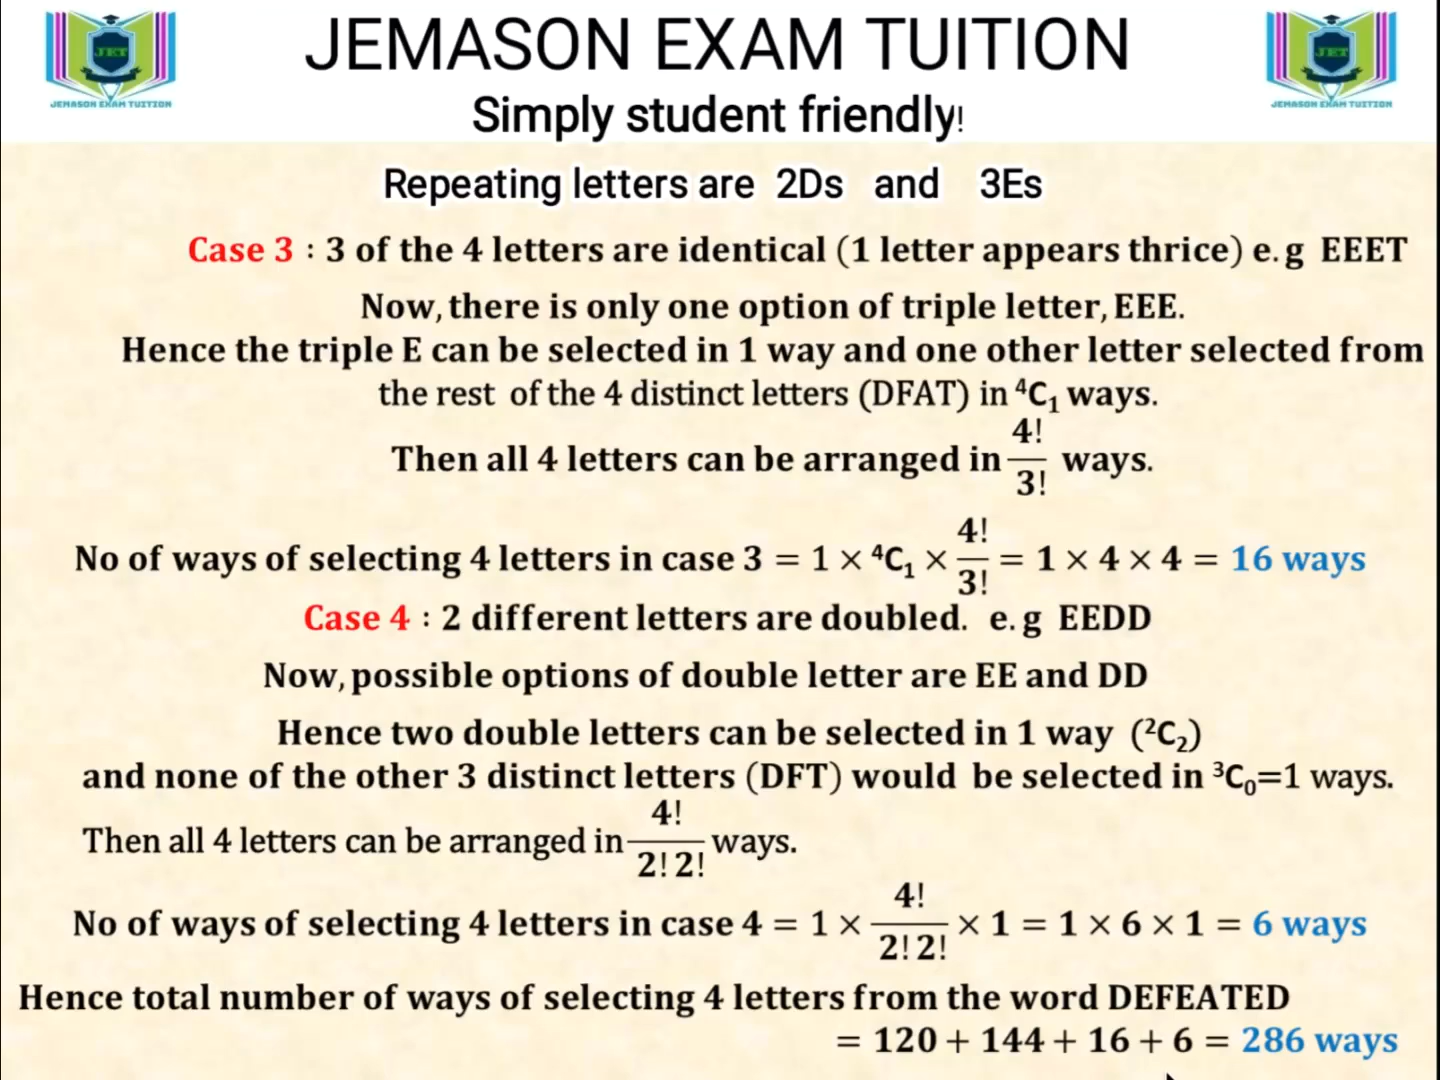 JEMASON EXAM TUITION
Simply student friendly!
JET
JEMASON EXAM TUITION
JET
JEMASON EXAM TUITION
Repeating letters are 2Ds and 3Es
Case 3 : 3 of the 4 letters are identical (1 letter appears thrice) e.g EEET
Now, there is only one option of triple letter, EEE.
Hence the triple E can be selected in 1 way and one other letter selected from
the rest of the 4 distinct letters (DFAT) in ⁴C₁ ways.
Then all 4 letters can be arranged in 4!/3! ways.
No of ways of selecting 4 letters in case 3 = 1 × ⁴C₁ × 4!/3! = 1 × 4 × 4 = 16 ways
Case 4 : 2 different letters are doubled. e.g EEDD
Now, possible options of double letter are EE and DD
Hence two double letters can be selected in 1 way (²C₂)
and none of the other 3 distinct letters (DFT) would be selected in ³C₀=1 ways.
Then all 4 letters can be arranged in 4!/2!2! ways.
No of ways of selecting 4 letters in case 4 = 1 × 4!/2!2! × 1 = 1 × 6 × 1 = 6 ways
Hence total number of ways of selecting 4 letters from the word DEFEATED
= 120 + 144 + 16 + 6 = 286 ways